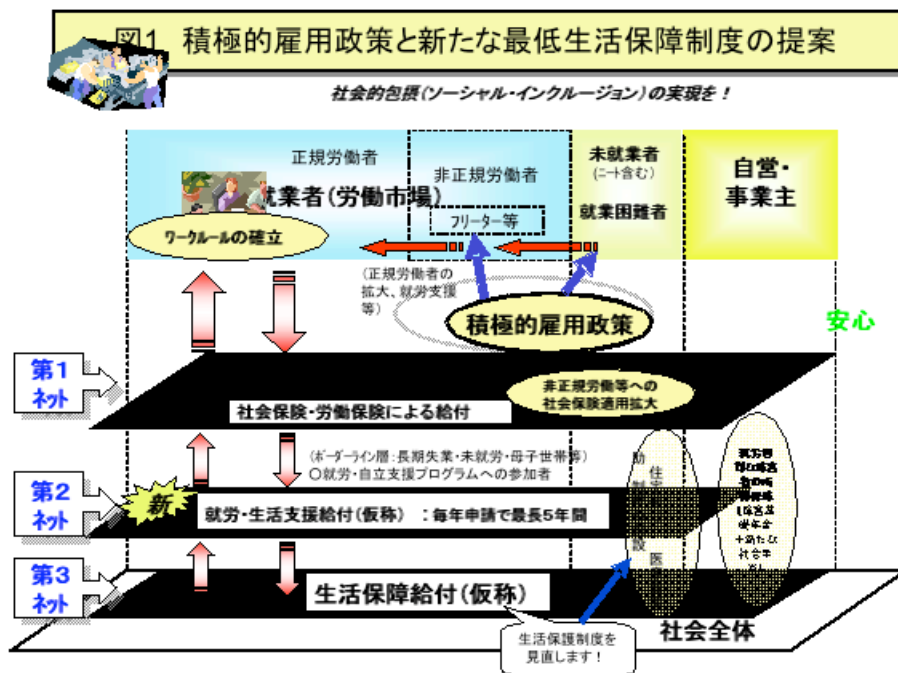 図1 積極的雇用政策と新たな最低生活保障制度の提案
社会的包摂(ソーシャル・インクルージョン)の実現を!
正規労働者
非正規労働者
未就業者
(ニート含む)
就業困難者
自営・
事業主
就業者(労働市場)
フリーター等
ワークルールの確立
(正規労働者の
拡大、就労支援
等)
積極的雇用政策
安心
第1
ネット
非正規労働等への
社会保険適用拡大
社会保険・労働保険による給付
(ボーダーライン層:長期失業・未就労・母子世帯等)
〇就労・自立支援プログラムへの参加者
第2
ネット
新
就労・生活支援給付(仮称) :毎年申請で最長5年間
第3
ネット
生活保障給付(仮称)
生活保護制度を
見直します!
社会全体